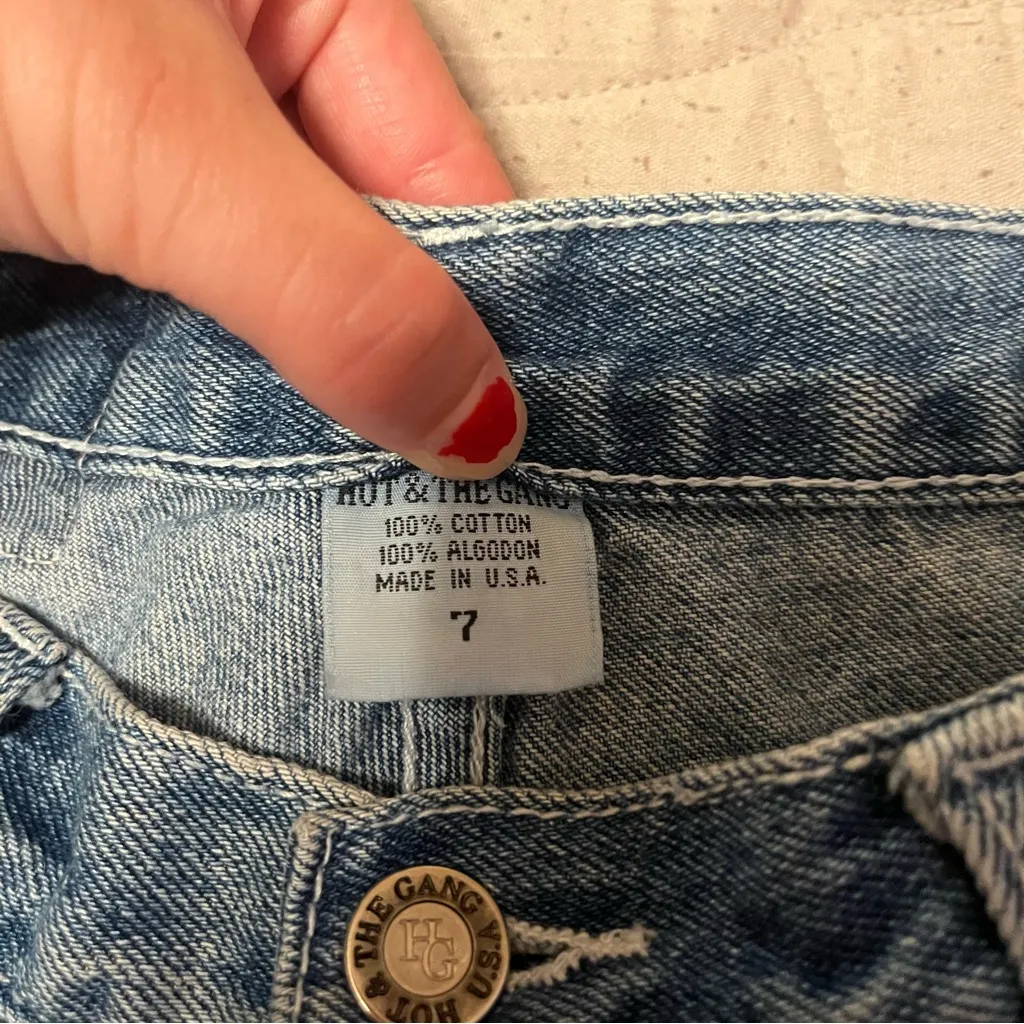 HOT & THE GANG
100% COTTON
100% ALGODON
MADE IN U.S.A.
7
HOT & THE GANG U.S.A
HG